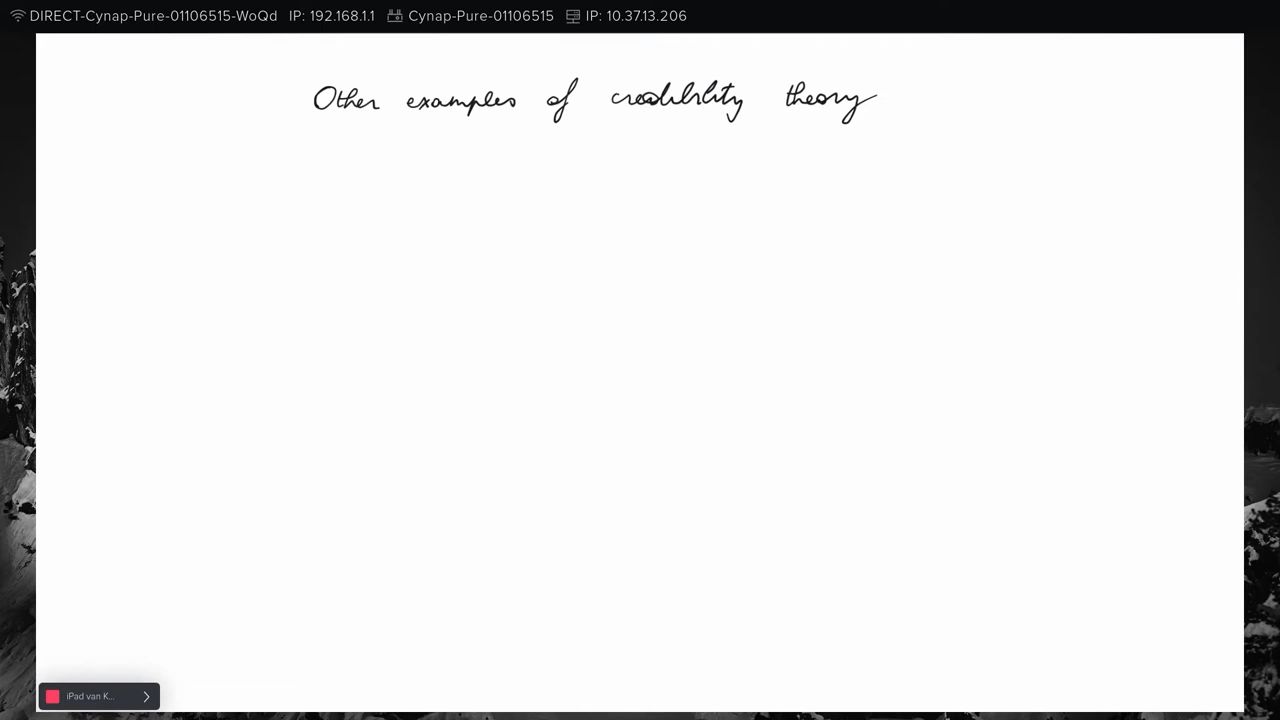 DIRECT-Cynap-Pure-01106515-WoQd IP: 192.168.1.1 Cynap-Pure-01106515 IP: 10.37.13.206
Other examples of credibility theory
iPad van K...